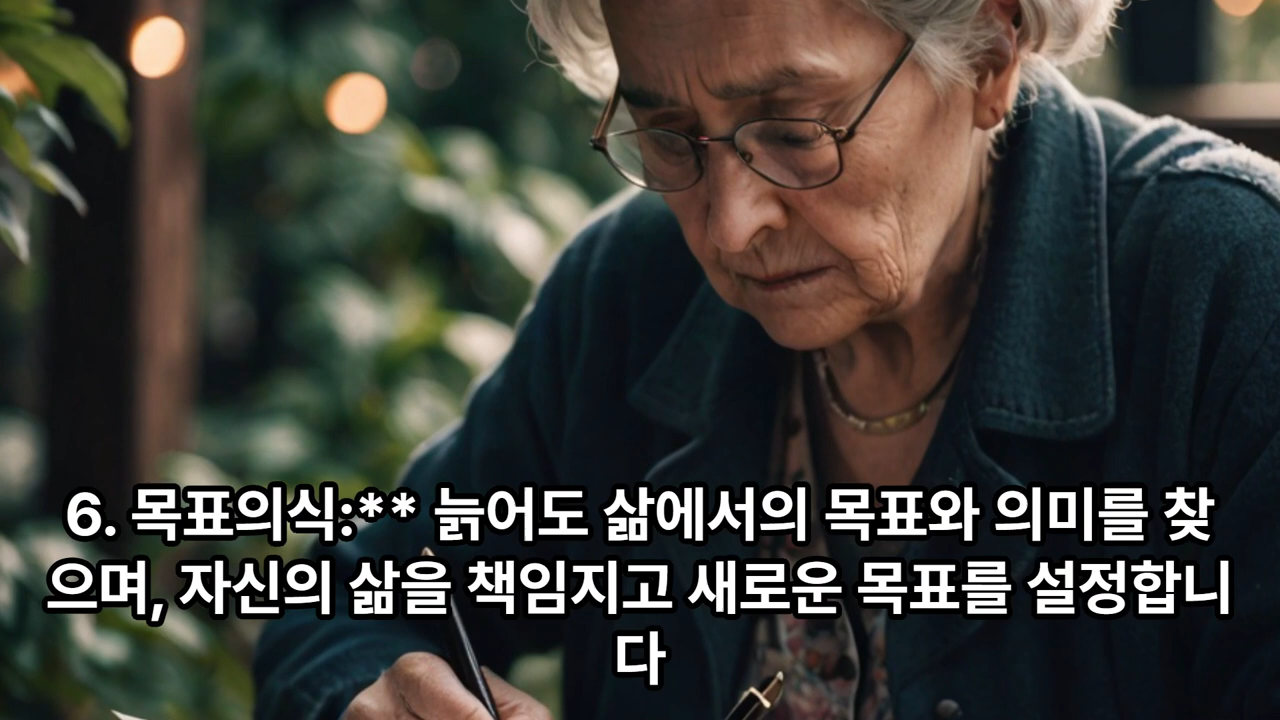 6. 목표의식:** 늙어도 삶에서의 목표와 의미를 찾
으며, 자신의 삶을 책임지고 새로운 목표를 설정합니
다